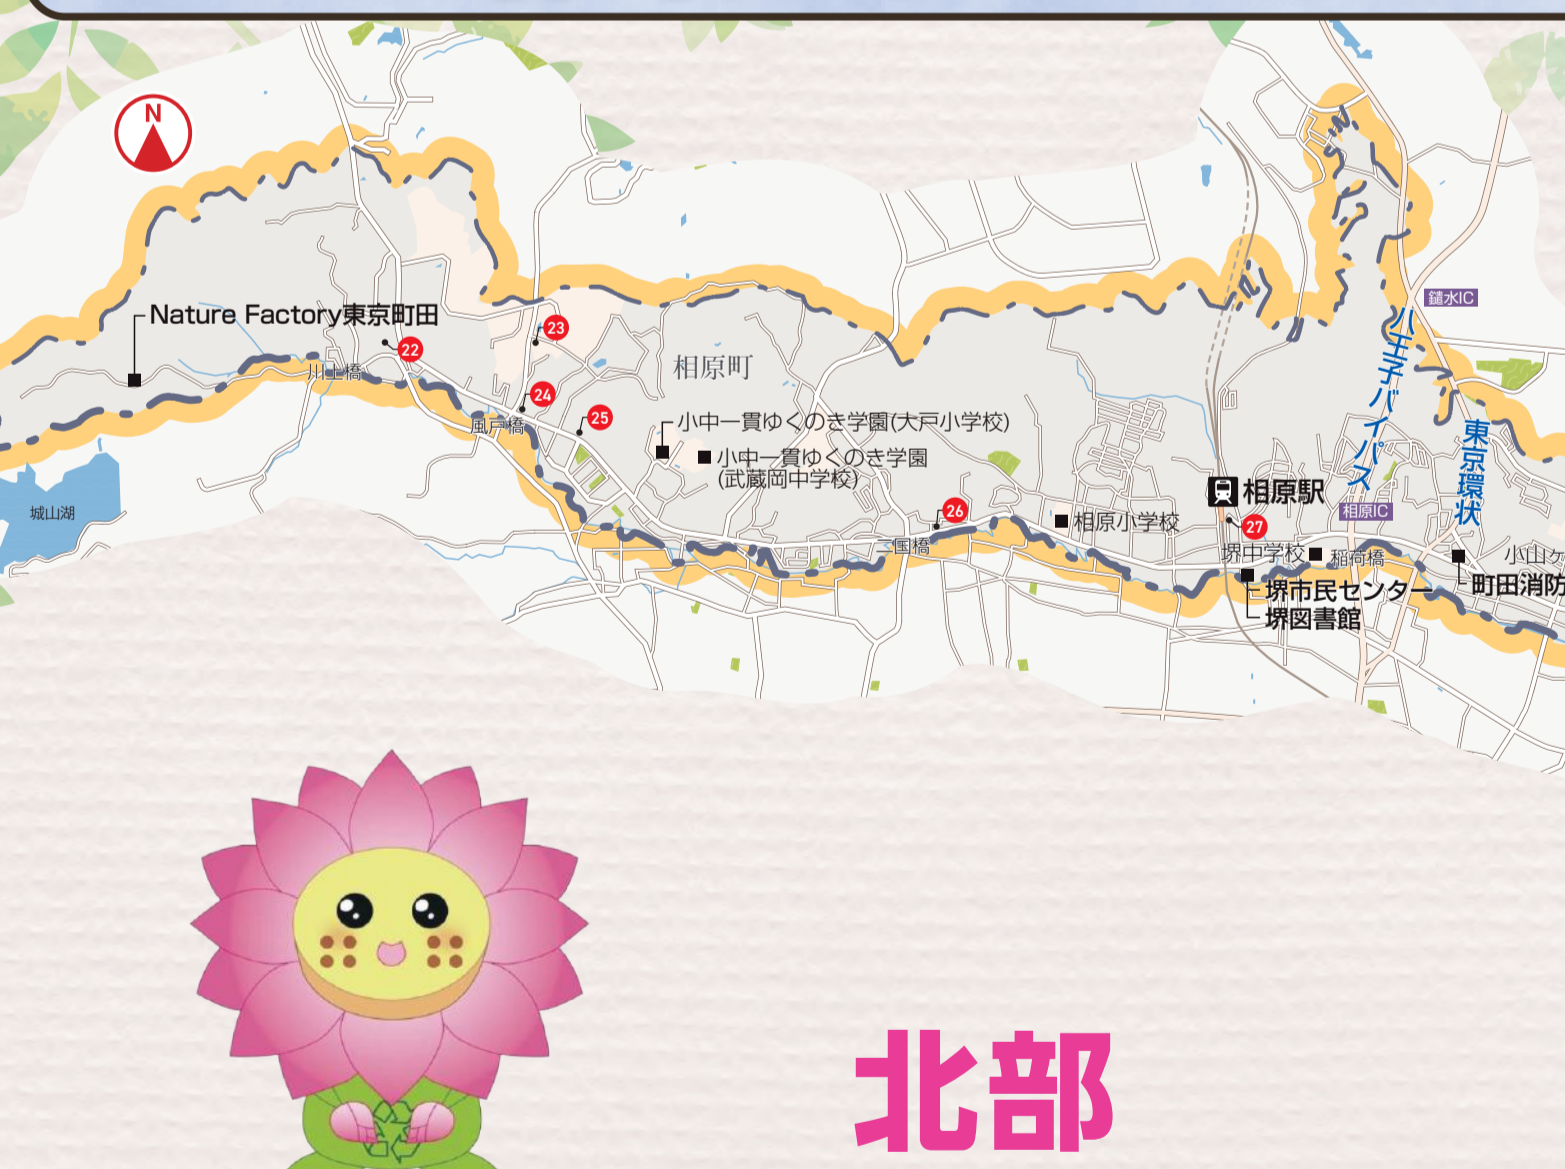 N
鑓水IC
Nature Factory東京町田
23
22
川上橋
相原町
八王子バイパス
24
25
風戸橋
小中一貫ゆくのき学園(大戸小学校)
小中一貫ゆくのき学園
(武蔵岡中学校)
東京環状
相原駅
城山湖
相原IC
26
相原小学校
27
二国橋
堺中学校
稲荷橋
小山ヶ
町田消防
堺市民センター
堺図書館
北部